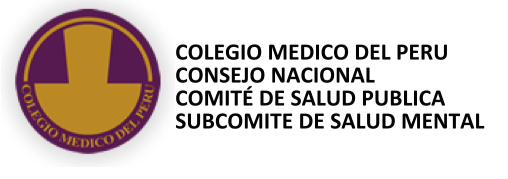 COLEGIO MEDICO DEL PERU
CONSEJO NACIONAL
COMITÉ DE SALUD PUBLICA
SUBCOMITE DE SALUD MENTAL
COLEGIO MEDICO DEL PERU